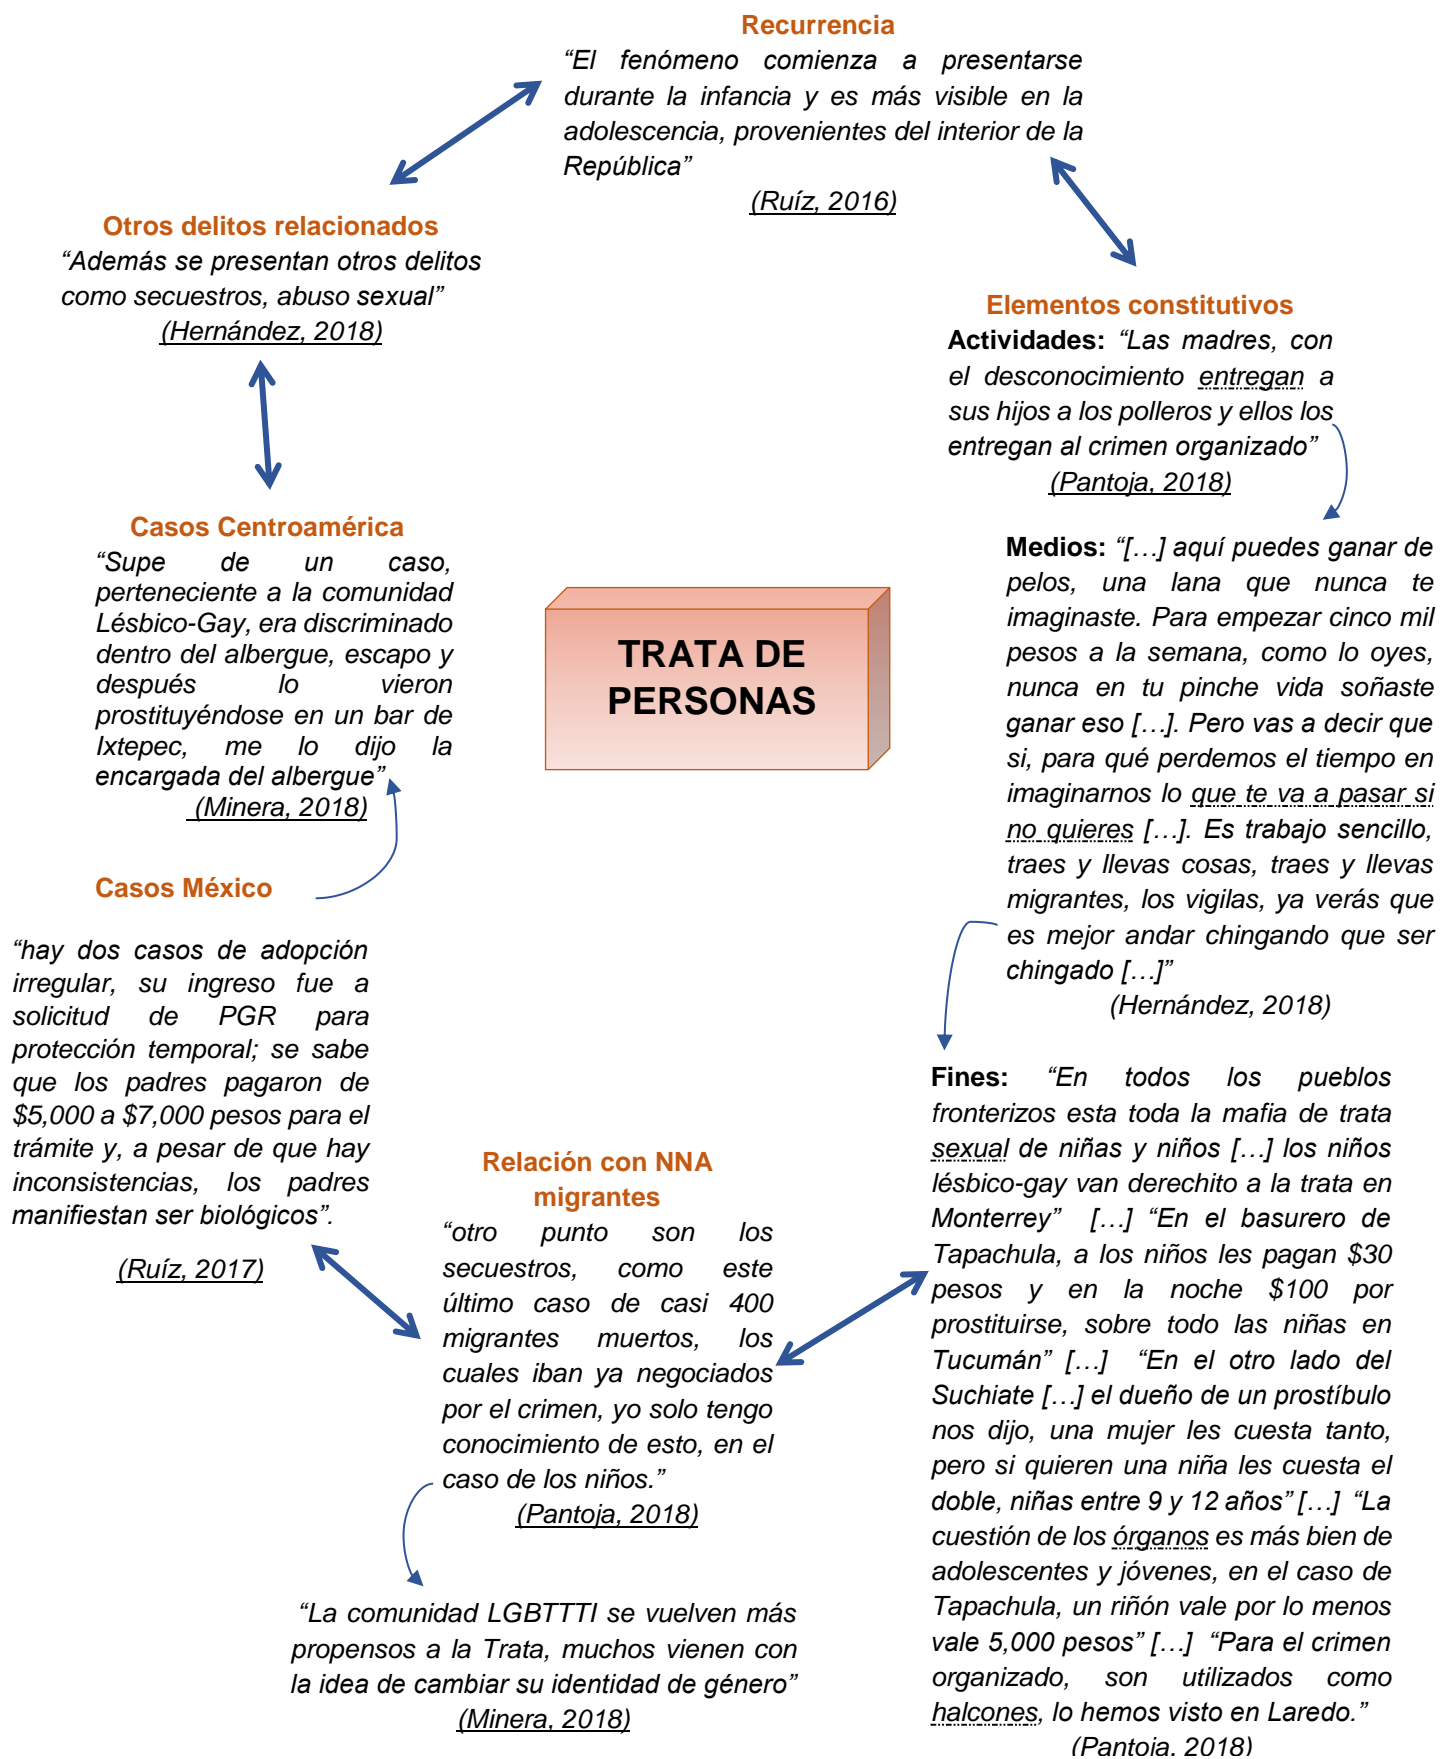 Recurrencia
“El fenómeno comienza a presentarse
durante la infancia y es más visible en la
adolescencia, provenientes del interior de la
República”
(Ruíz, 2016)
Otros delitos relacionados
“Además se presentan otros delitos
como secuestros, abuso sexual”
(Hernández, 2018)
Elementos constitutivos
Actividades: “Las madres, con
el desconocimiento entregan a
sus hijos a los polleros y ellos los
entregan al crimen organizado”
(Pantoja, 2018)
Casos Centroamérica
“Supe de un caso,
perteneciente a la comunidad
Lésbico-Gay, era discriminado
dentro del albergue, escapo y
después lo vieron
prostituyéndose en un bar de
Ixtepec, me lo dijo la
encargada del albergue”
(Minera, 2018)
TRATA DE
PERSONAS
Medios: “[…] aquí puedes ganar de
pelos, una lana que nunca te
imaginaste. Para empezar cinco mil
pesos a la semana, como lo oyes,
nunca en tu pinche vida soñaste
ganar eso […]. Pero vas a decir que
si, para qué perdemos el tiempo en
imaginarnos lo que te va a pasar si
no quieres […]. Es trabajo sencillo,
traes y llevas cosas, traes y llevas
migrantes, los vigilas, ya verás que
es mejor andar chingando que ser
chingado […]”
(Hernández, 2018)
Casos México
“hay dos casos de adopción
irregular, su ingreso fue a
solicitud de PGR para
protección temporal; se sabe
que los padres pagaron de
$5,000 a $7,000 pesos para el
trámite y, a pesar de que hay
inconsistencias, los padres
manifiestan ser biológicos”.
(Ruíz, 2017)
Relación con NNA
migrantes
“otro punto son los
secuestros, como este
último caso de casi 400
migrantes muertos, los
cuales iban ya negociados
por el crimen, yo solo tengo
conocimiento de esto, en el
caso de los niños.”
(Pantoja, 2018)
“La comunidad LGBTTTI se vuelven más
propensos a la Trata, muchos vienen con
la idea de cambiar su identidad de género”
(Minera, 2018)
Fines: “En todos los pueblos
fronterizos esta toda la mafia de trata
sexual de niñas y niños […] los niños
lésbico-gay van derechito a la trata en
Monterrey” […] “En el basurero de
Tapachula, a los niños les pagan $30
pesos y en la noche $100 por
prostituirse, sobre todo las niñas en
Tucumán” […] “En el otro lado del
Suchiate […] el dueño de un prostíbulo
nos dijo, una mujer les cuesta tanto,
pero si quieren una niña les cuesta el
doble, niñas entre 9 y 12 años” […] “La
cuestión de los órganos es más bien de
adolescentes y jóvenes, en el caso de
Tapachula, un riñón vale por lo menos
vale 5,000 pesos” […] “Para el crimen
organizado, son utilizados como
halcones, lo hemos visto en Laredo.”
(Pantoja, 2018)